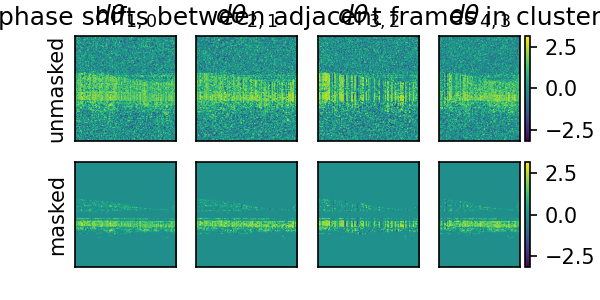 phase shifts between adjacent frames in cluster
dθ1,0 dθ2,1 dθ3,2 dθ4,3
unmasked
2.5
0.0
−2.5
masked
2.5
0.0
−2.5